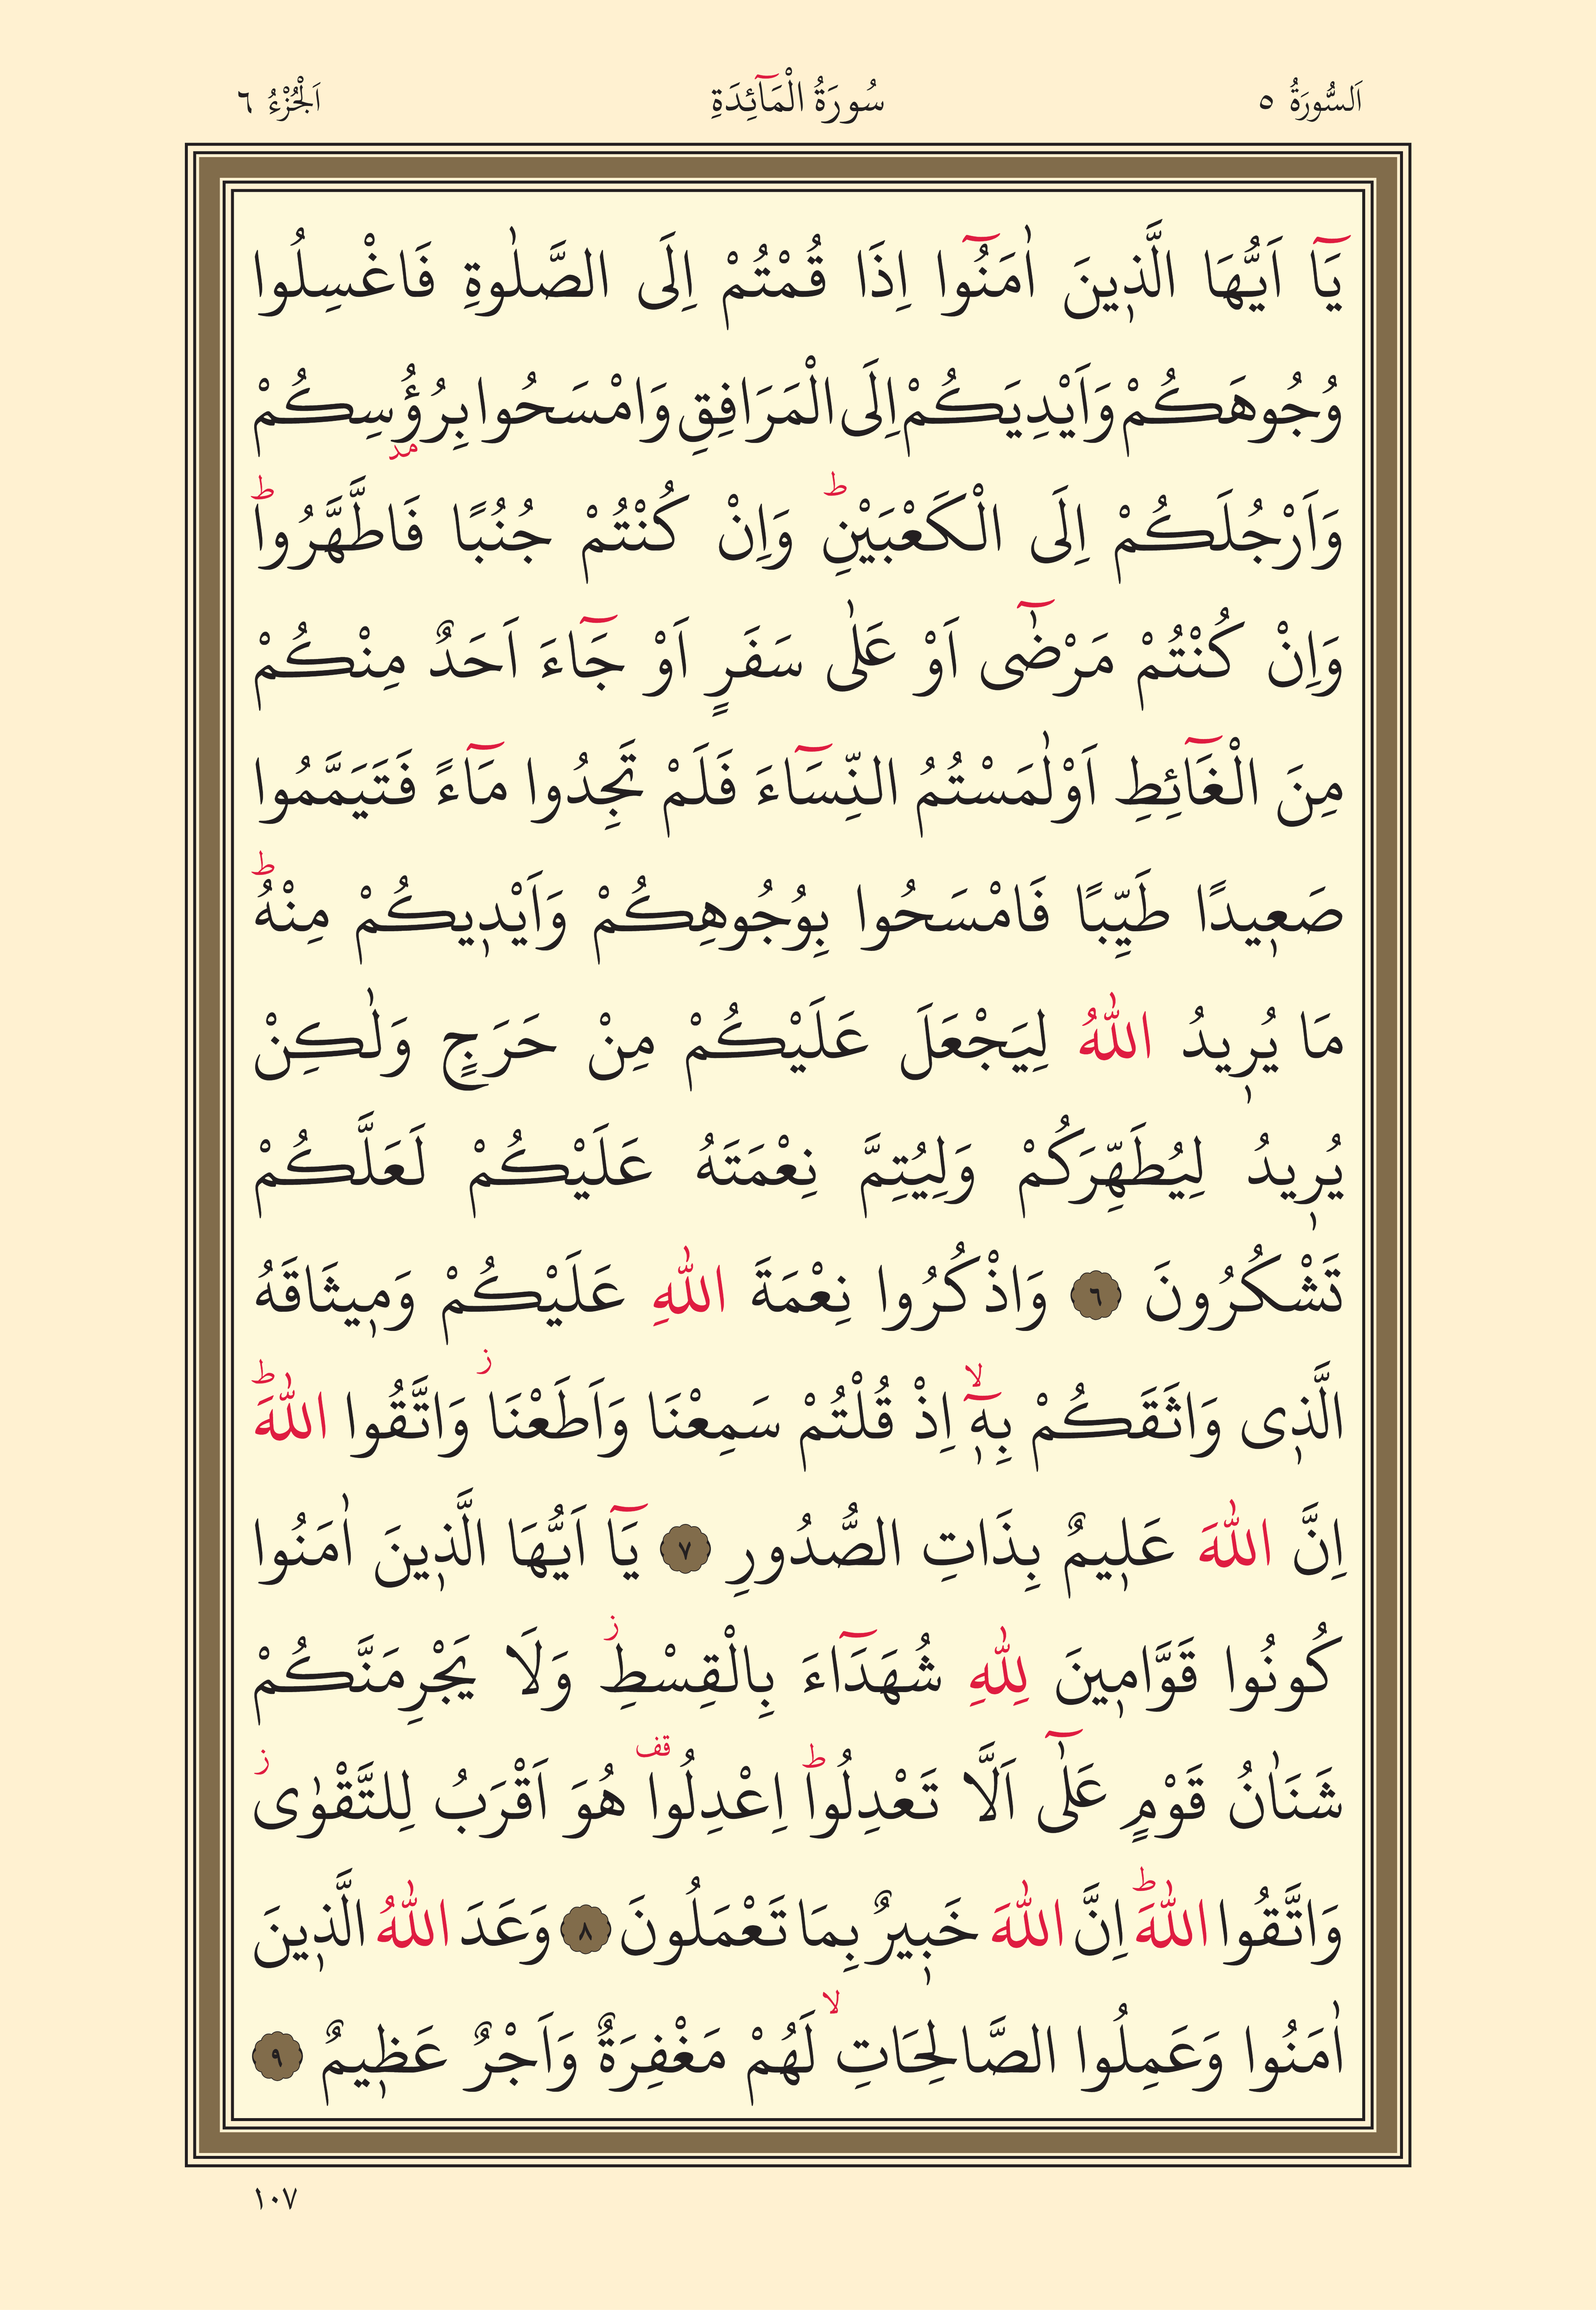 اَلسُّورَةُ ٥ سُورَةُ الْمَٓائِدَةِ اَلْجُزْءُ ٦
يَٓا اَيُّهَا الَّذ۪ينَ اٰمَنُٓوا اِذَا قُمْتُمْ اِلَى الصَّلٰوةِ فَاغْسِلُوا
وُجُوهَكُمْ وَاَيْدِيَكُمْ اِلَى الْمَرَافِقِ وَامْسَحُوا بِرُؤُ۫سِكُمْ
وَاَرْجُلَكُمْ اِلَى الْكَعْبَيْنِۜ وَاِنْ كُنْتُمْ جُنُبًا فَاطَّهَّرُواۜ
وَاِنْ كُنْتُمْ مَرْضٰٓى اَوْ عَلٰى سَفَرٍ اَوْ جَٓاءَ اَحَدٌ مِنْكُمْ
مِنَ الْغَٓائِطِ اَوْلٰمَسْتُمُ النِّسَٓاءَ فَلَمْ تَجِدُوا مَٓاءً فَتَيَمَّمُوا
صَع۪يدًا طَيِّبًا فَامْسَحُوا بِوُجُوهِكُمْ وَاَيْد۪يكُمْ مِنْهُۜ
مَا يُر۪يدُ اللّٰهُ لِيَجْعَلَ عَلَيْكُمْ مِنْ حَرَجٍ وَلٰكِنْ
يُر۪يدُ لِيُطَهِّرَكُمْ وَلِيُتِمَّ نِعْمَتَهُ عَلَيْكُمْ لَعَلَّكُمْ
تَشْكُرُونَ ٦ وَاذْكُرُوا نِعْمَةَ اللّٰهِ عَلَيْكُمْ وَم۪يثَاقَهُ
الَّذ۪ى وَاثَقَكُمْ بِه۪ٓۙ اِذْ قُلْتُمْ سَمِعْنَا وَاَطَعْنَاۘ وَاتَّقُوا اللّٰهَۜ
اِنَّ اللّٰهَ عَل۪يمٌ بِذَاتِ الصُّدُورِ ٧ يَٓا اَيُّهَا الَّذ۪ينَ اٰمَنُوا
كُونُوا قَوَّام۪ينَ لِلّٰهِ شُهَدَٓاءَ بِالْقِسْطِۘ وَلَا يَجْرِمَنَّكُمْ
شَنَاٰنُ قَوْمٍ عَلٰٓى اَلَّا تَعْدِلُواۜ اِعْدِلُوا۠ هُوَ اَقْرَبُ لِلتَّقْوٰىۘ
وَاتَّقُوا اللّٰهَۜ اِنَّ اللّٰهَ خَب۪يرٌ بِمَا تَعْمَلُونَ ٨ وَعَدَ اللّٰهُ الَّذ۪ينَ
اٰمَنُوا وَعَمِلُوا الصَّالِحَاتِۙ لَهُمْ مَغْفِرَةٌ وَاَجْرٌ عَظ۪يمٌ ٩
١٠٧